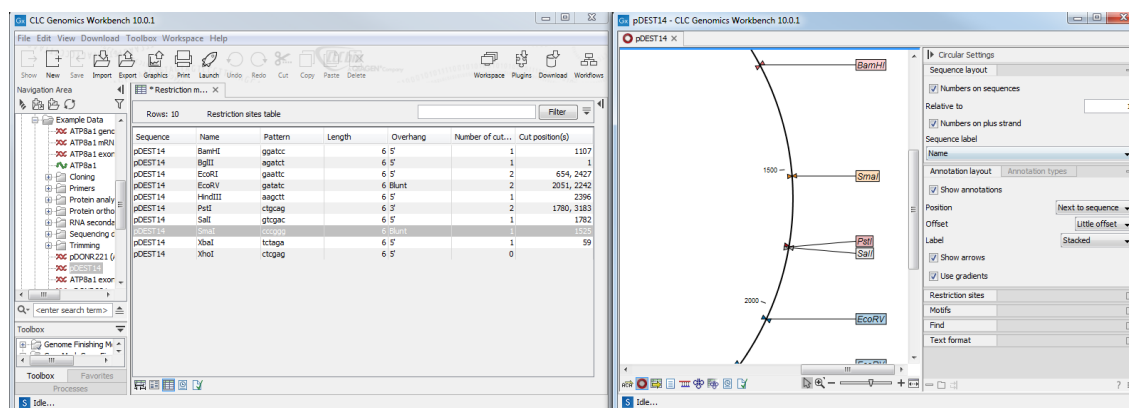 CLC Genomics Workbench 10.0.1
File Edit View Download Toolbox Workspace Help
Show New Save Import Export Graphics Print Launch Undo Redo Cut Copy Paste Delete Workspace Plugins Download Workflows
Navigation Area
* Restriction m... ×
Rows: 10 Restriction sites table Filter
Example Data
ATP8a1 genc
ATP8a1 mRN
ATP8a1 exor
ATP8a1
Cloning
Primers
Protein analy
Protein ortho
RNA seconda
Sequencing c
Trimming
pDONR221 (A
pDEST14
ATP8a1 exor
<enter search term>
Toolbox
Genome Finishing Mo
Toolbox Favorites
Processes
Idle...
Sequence Name Pattern Length Overhang Number of cut... Cut position(s)
pDEST14 BamHI ggatcc 6 5' 1 1107
pDEST14 BglII agatct 6 5' 1 1
pDEST14 EcoRI gaattc 6 5' 2 654, 2427
pDEST14 EcoRV gatatc 6 Blunt 2 2051, 2242
pDEST14 HindIII aagctt 6 5' 1 2396
pDEST14 PstI ctgcag 6 3' 2 1780, 3183
pDEST14 SalI gtcgac 6 5' 1 1782
pDEST14 SmaI cccggg 6 Blunt 1 1525
pDEST14 XbaI tctaga 6 5' 1 59
pDEST14 XhoI ctcgag 6 5' 0
pDEST14 - CLC Genomics Workbench 10.0.1
pDEST14 ×
BamHI
1500
SmaI
PstI
SalI
2000
EcoRV
Circular Settings
Sequence layout
Numbers on sequences
Relative to 1
Numbers on plus strand
Sequence label
Name
Annotation layout Annotation types
Show annotations
Position Next to sequence
Offset Little offset
Label Stacked
Show arrows
Use gradients
Restriction sites
Motifs
Find
Text format
Idle...